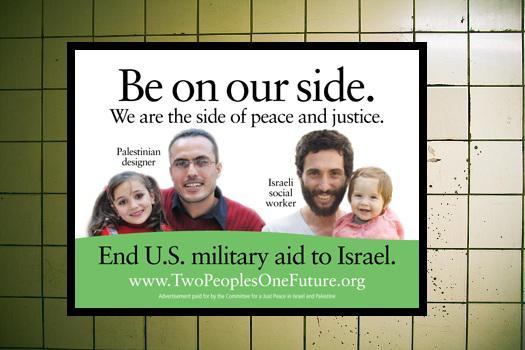 Be on our side.
We are the side of peace and justice.
Palestinian
designer
Israeli
social
worker
End U.S. military aid to Israel.
www.TwoPeoplesOneFuture.org
Advertisement paid for by the Committee for a Just Peace in Israel and Palestine